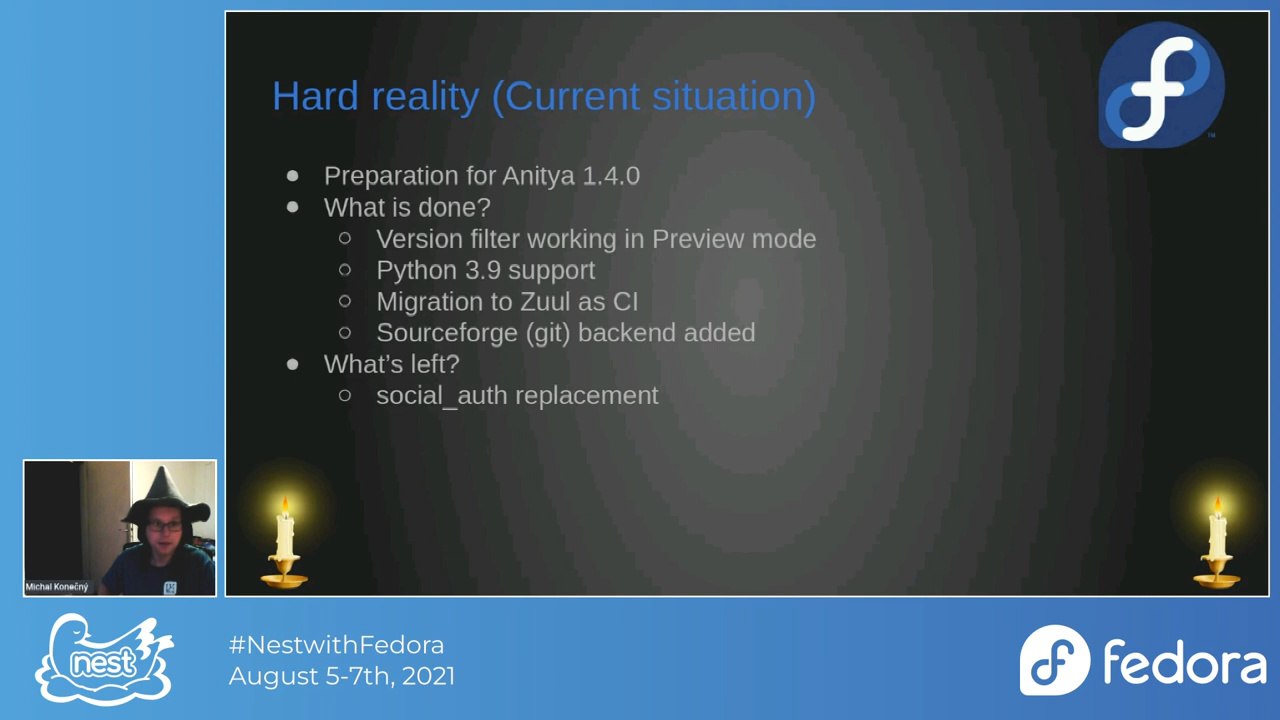 Hard reality (Current situation)
Preparation for Anitya 1.4.0
What is done?
Version filter working in Preview mode
Python 3.9 support
Migration to Zuul as CI
Sourceforge (git) backend added
What's left?
social_auth replacement
TM
Michal Konečný
nest
#NestwithFedora
August 5-7th, 2021
fedora